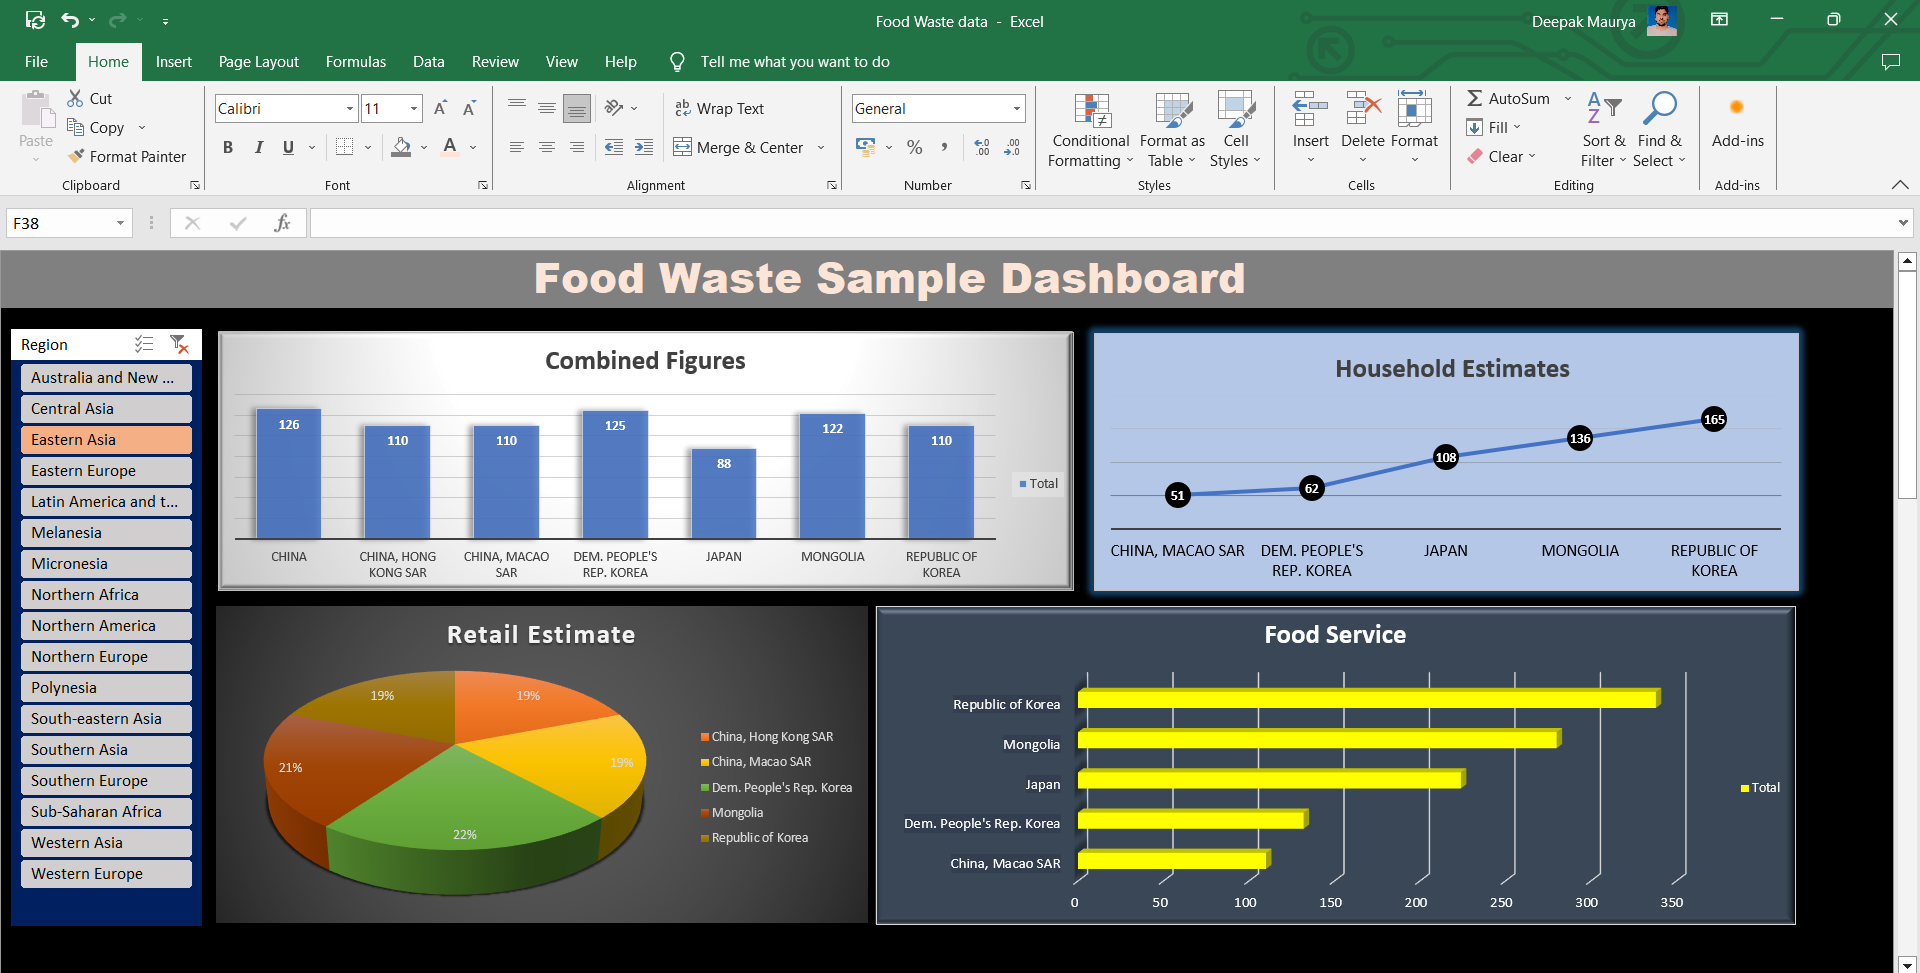 Food Waste data - Excel
Deepak Maurya
File Home Insert Page Layout Formulas Data Review View Help Tell me what you want to do
Paste
Cut
Copy
Format Painter
Clipboard
Calibri 11
B I U A
Font
Wrap Text
Merge & Center
Alignment
General
% ,
Number
Conditional Formatting
Format as Table
Cell Styles
Styles
Insert Delete Format
Cells
AutoSum
Fill
Clear
Sort & Filter
Find & Select
Editing
Add-ins
Add-ins
F38
fx
Food Waste Sample Dashboard
Region
Australia and New ...
Central Asia
Eastern Asia
Eastern Europe
Latin America and t...
Melanesia
Micronesia
Northern Africa
Northern America
Northern Europe
Polynesia
South-eastern Asia
Southern Asia
Southern Europe
Sub-Saharan Africa
Western Asia
Western Europe
Combined Figures
126 110 110 125 88 122 110
Total
CHINA
CHINA, HONG KONG SAR
CHINA, MACAO SAR
DEM. PEOPLE'S REP. KOREA
JAPAN
MONGOLIA
REPUBLIC OF KOREA
Household Estimates
51 62 108 136 165
CHINA, MACAO SAR
DEM. PEOPLE'S REP. KOREA
JAPAN
MONGOLIA
REPUBLIC OF KOREA
Retail Estimate
19%
19%
19%
21%
22%
China, Hong Kong SAR
China, Macao SAR
Dem. People's Rep. Korea
Mongolia
Republic of Korea
Food Service
Republic of Korea
Mongolia
Japan
Dem. People's Rep. Korea
China, Macao SAR
Total
0 50 100 150 200 250 300 350